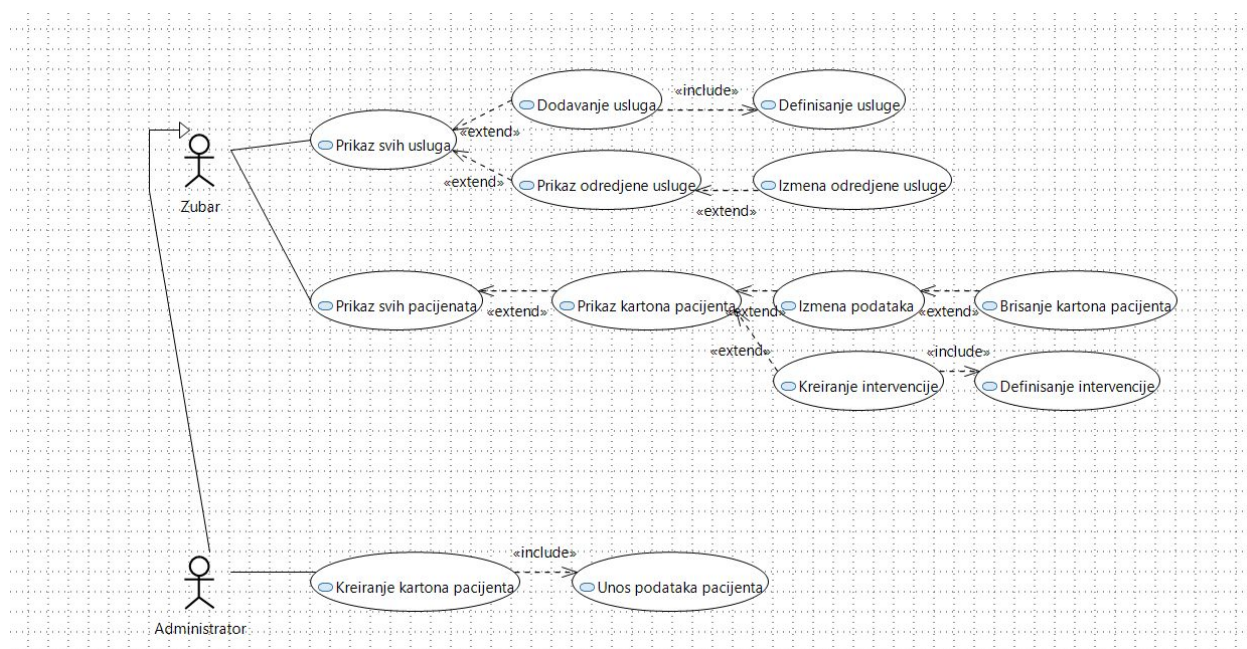 Dodavanje usluga
«include»
Definisanje usluge
Prikaz svih usluga
«extend»
«extend»
Prikaz odredjene usluge
Izmena odredjene usluge
«extend»
Zubar
Prikaz svih pacijenata
«extend»
Prikaz kartona pacijenta
«extend»
Izmena podataka
«extend»
Brisanje kartona pacijenta
«extend»
«include»
Kreiranje intervencije
Definisanje intervencije
Administrator
Kreiranje kartona pacijenta
«include»
Unos podataka pacijenta